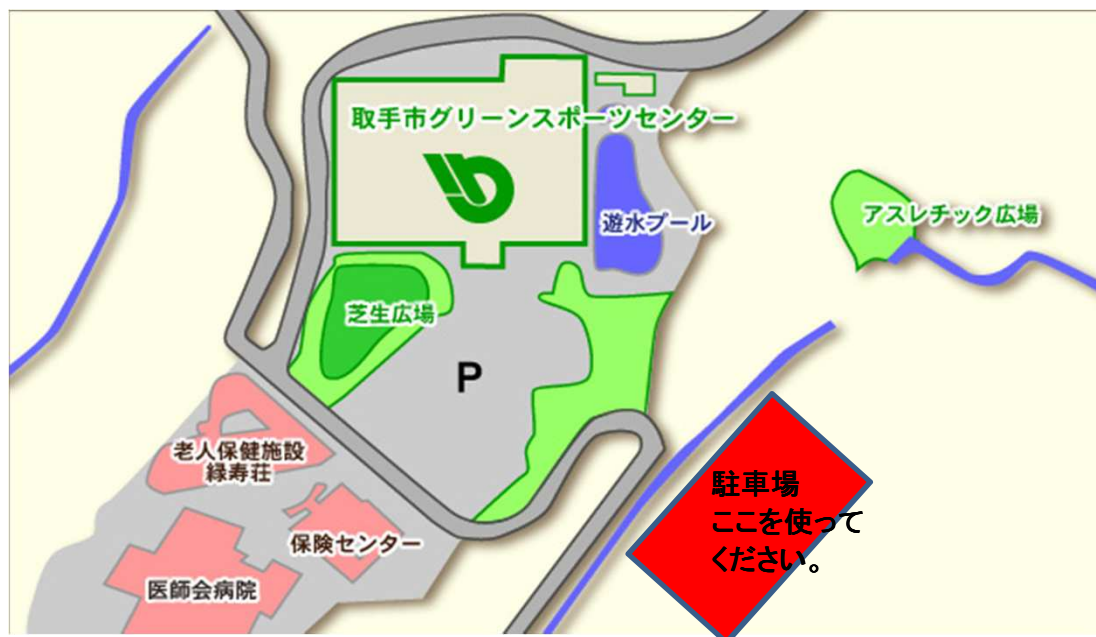 取手市グリーンスポーツセンター
遊水プール
アスレチック広場
芝生広場
P
老人保健施設
緑寿荘
保険センター
医師会病院
駐車場
ここを使って
ください。